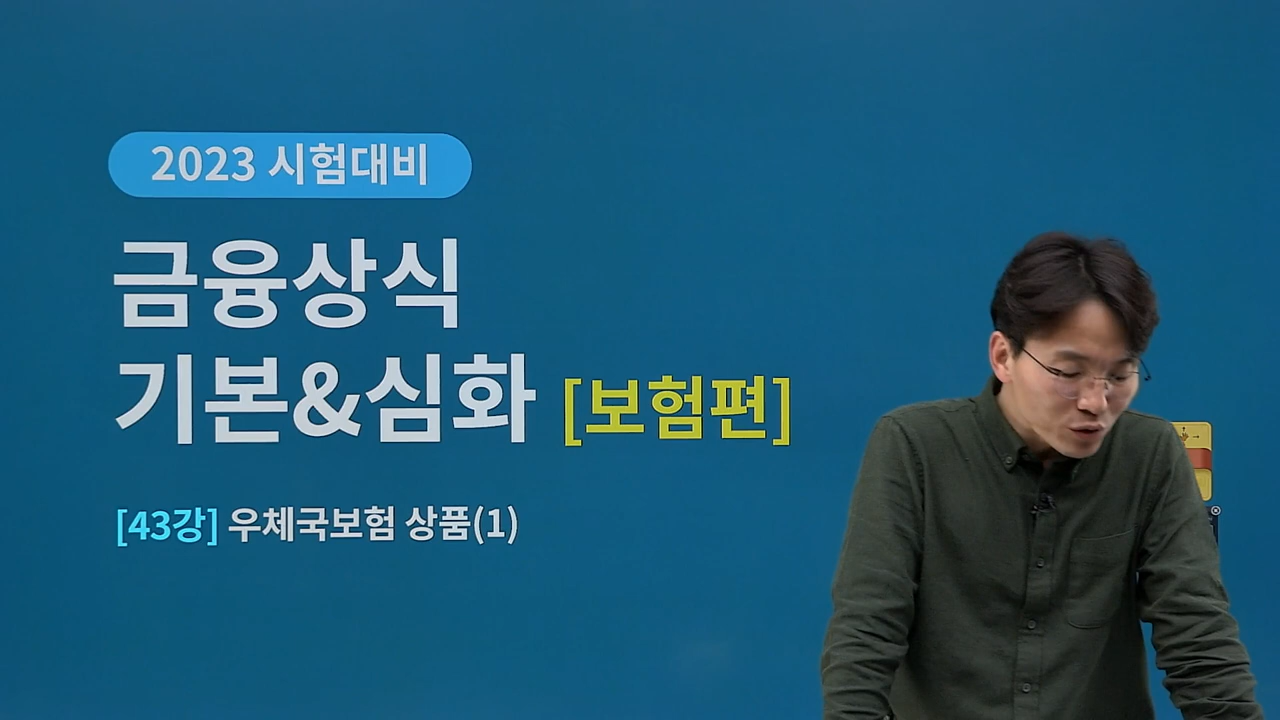 2023 시험대비
금융상식
기본&심화 [보험편]
[43강] 우체국보험 상품(1)